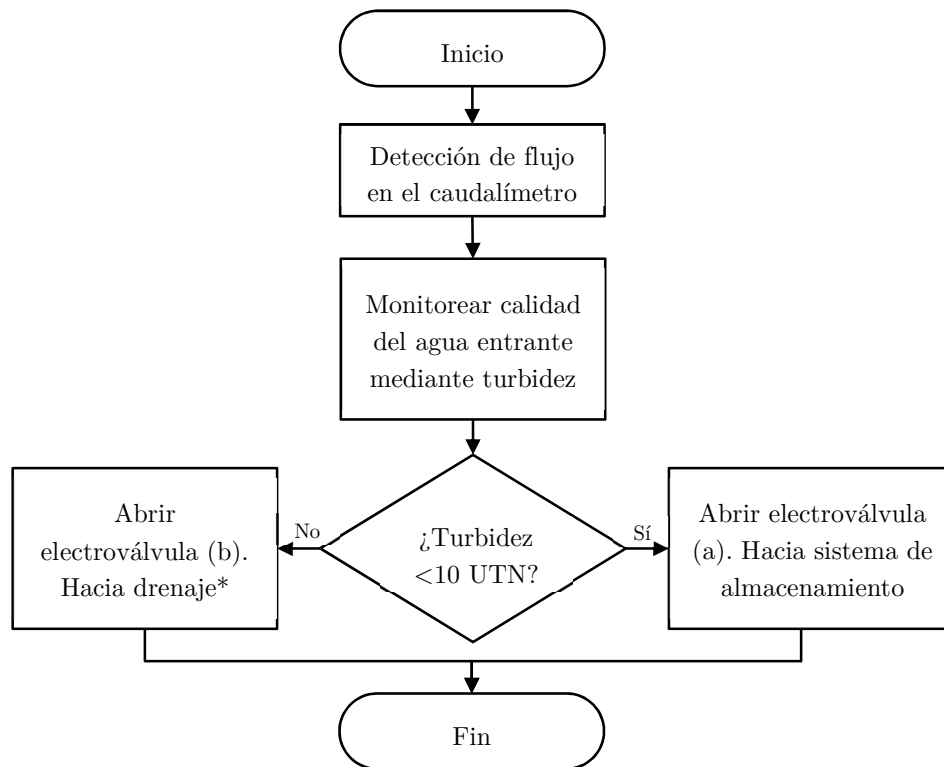 Inicio
Detección de flujo
en el caudalímetro
Monitorear calidad
del agua entrante
mediante turbidez
Abrir
electroválvula (b).
Hacia drenaje*
No
¿Turbidez
<10 UTN?
Sí
Abrir electroválvula
(a). Hacia sistema de
almacenamiento
Fin